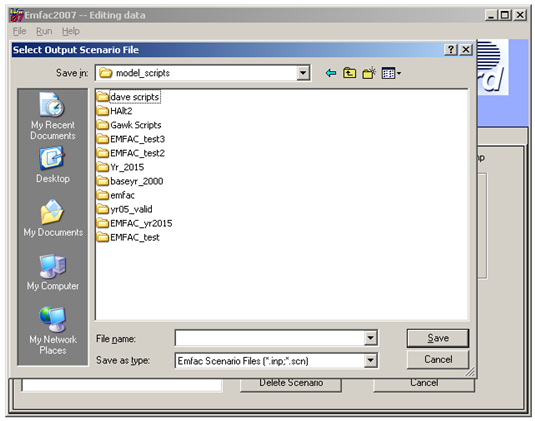 Emfac2007 -- Editing data
File Run Help
Select Output Scenario File
Save in: model_scripts
My Recent
Documents
Desktop
My Documents
My Computer
My Network
Places
dave scripts
HAlt2
Gawk Scripts
EMFAC_test3
EMFAC_test2
Yr_2015
baseyr_2000
emfac
yr05_valid
EMFAC_yr2015
EMFAC_test
File name: Save
Save as type: Emfac Scenario Files (*.inp;*.scn) Cancel
Delete Scenario Cancel